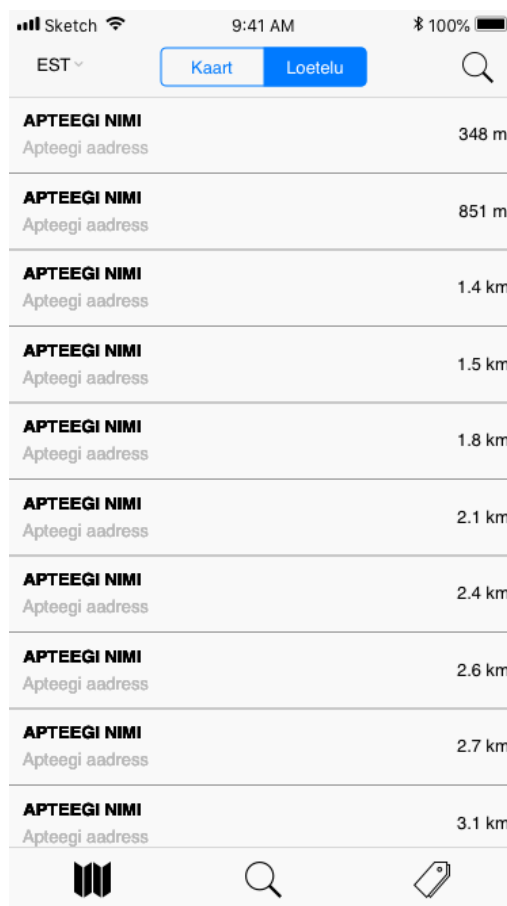 Sketch 9:41 AM 100%
EST Kaart Loetelu
APTEEGI NIMI
Apteegi aadress
348 m
APTEEGI NIMI
Apteegi aadress
851 m
APTEEGI NIMI
Apteegi aadress
1.4 km
APTEEGI NIMI
Apteegi aadress
1.5 km
APTEEGI NIMI
Apteegi aadress
1.8 km
APTEEGI NIMI
Apteegi aadress
2.1 km
APTEEGI NIMI
Apteegi aadress
2.4 km
APTEEGI NIMI
Apteegi aadress
2.6 km
APTEEGI NIMI
Apteegi aadress
2.7 km
APTEEGI NIMI
Apteegi aadress
3.1 km